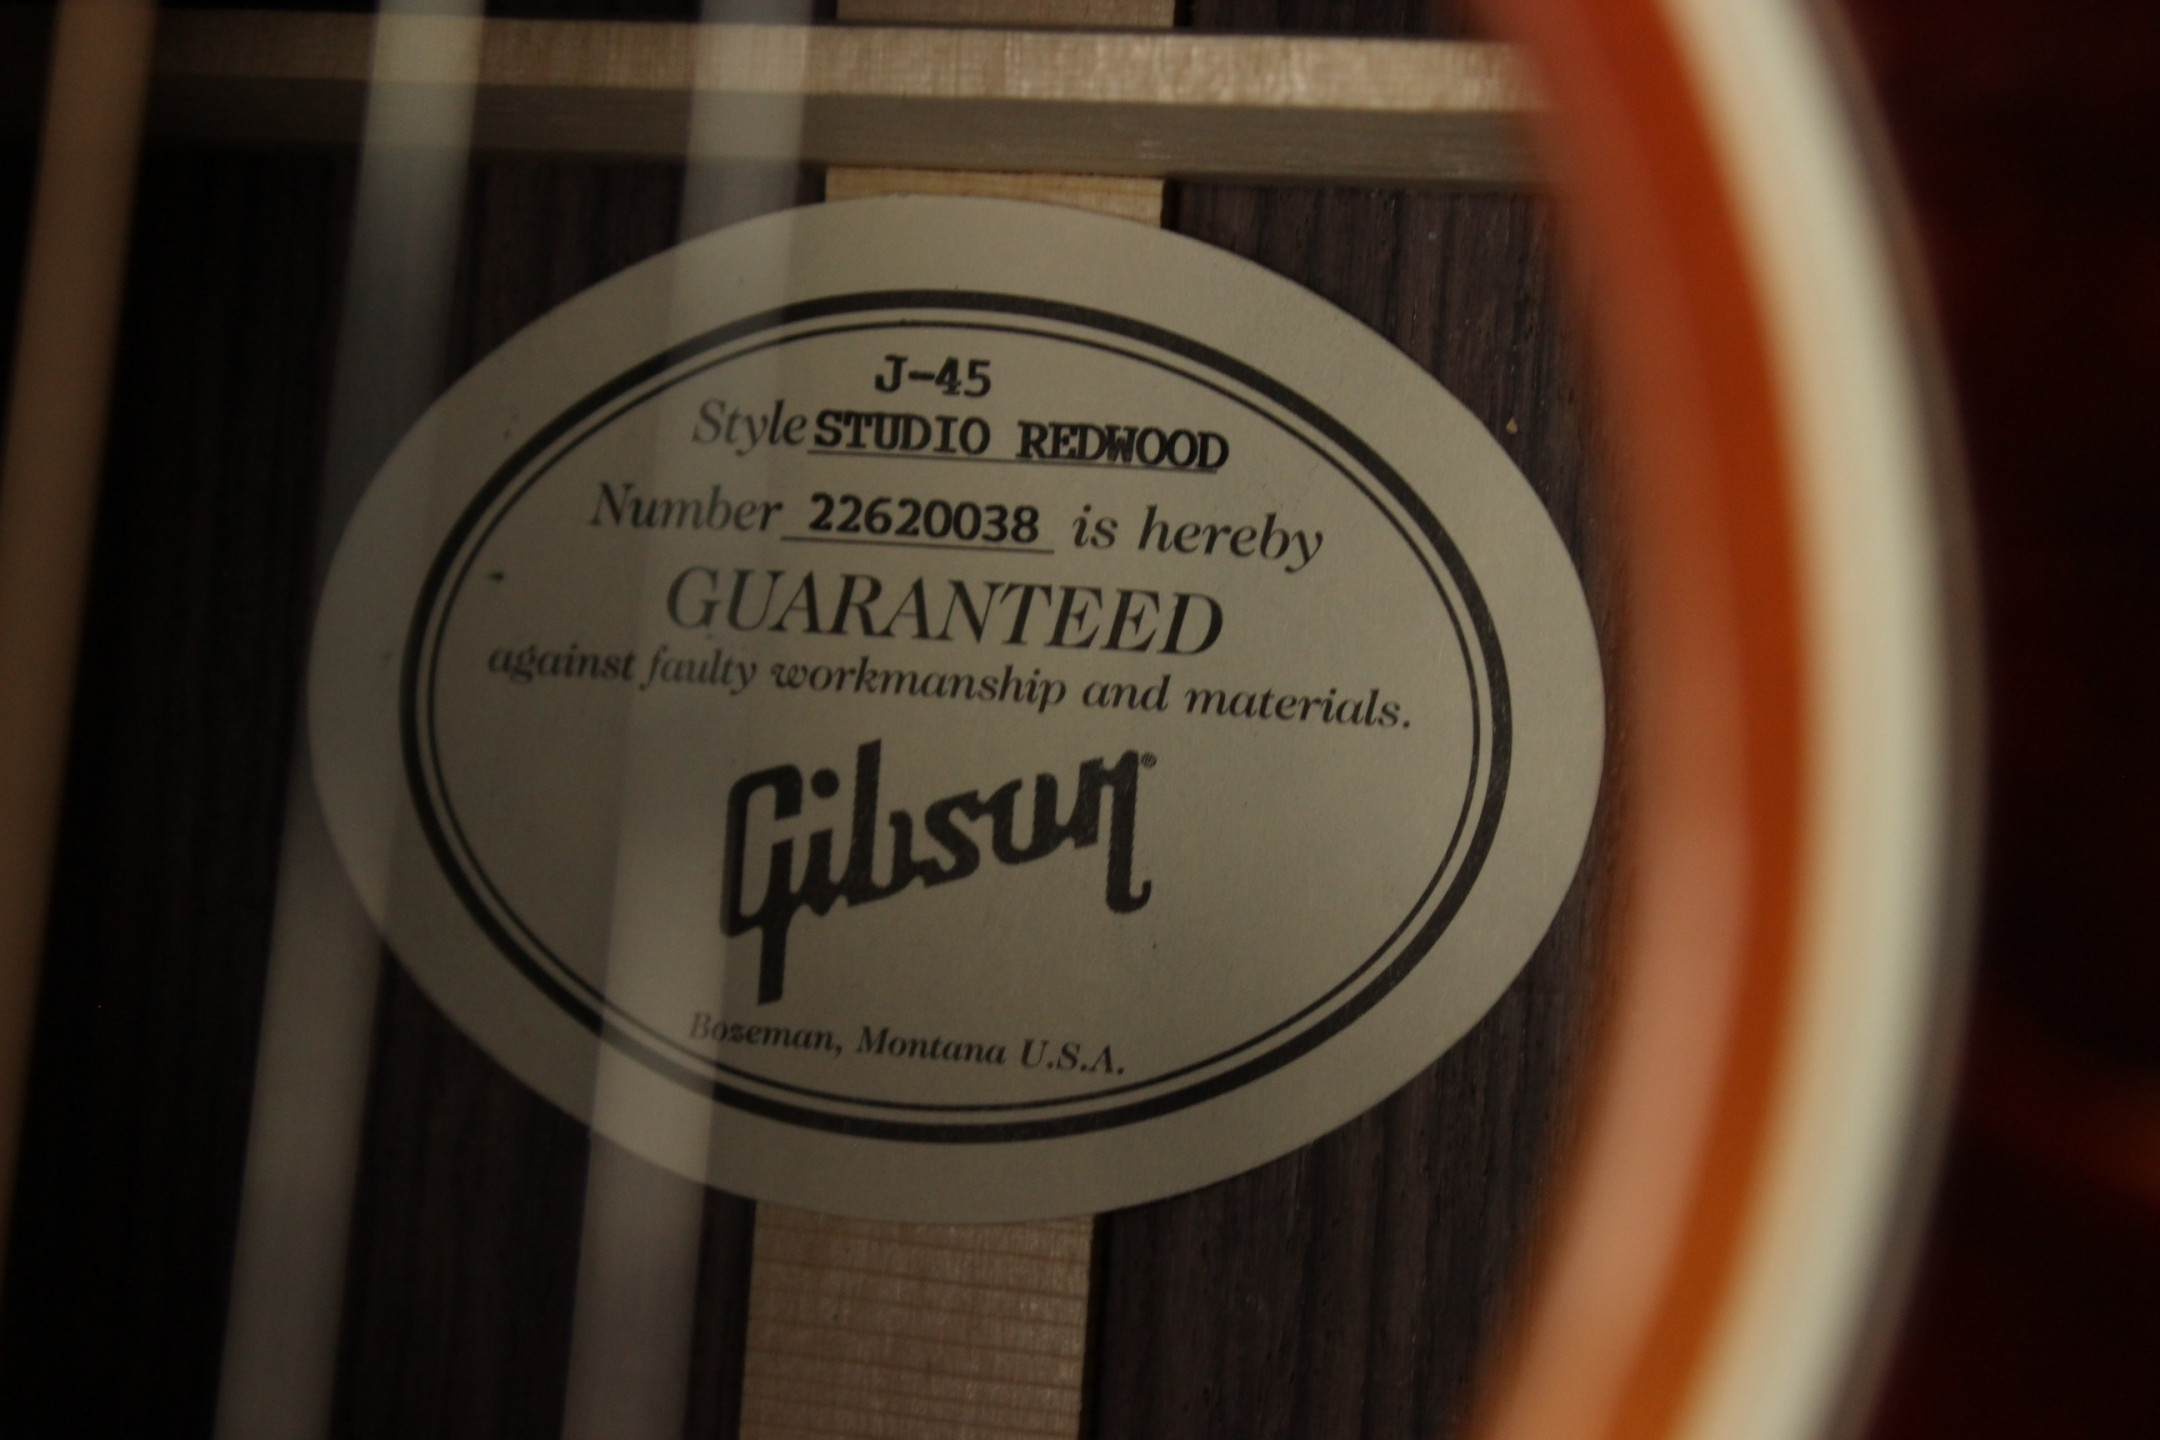 J-45
Style STUDIO REDWOOD
Number 22620038 is hereby
GUARANTEED
against faulty workmanship and materials.
Gibson®
Bozeman, Montana U.S.A.